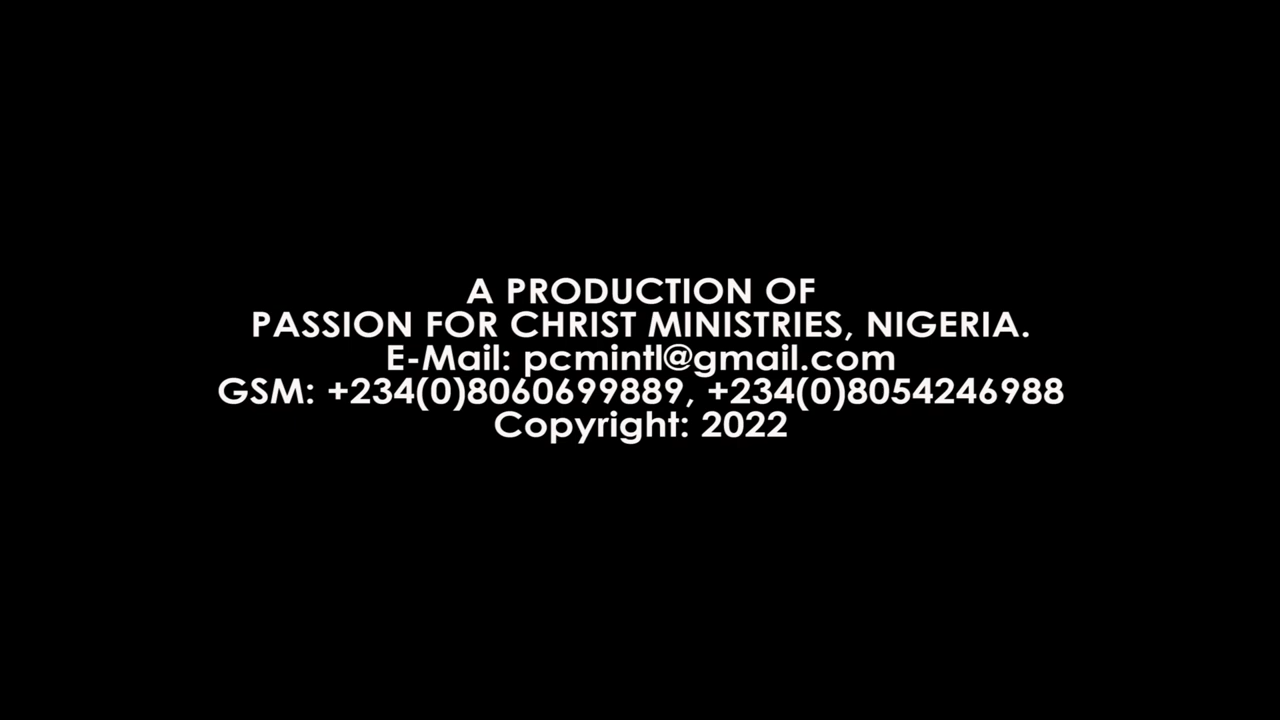 A PRODUCTION OF
PASSION FOR CHRIST MINISTRIES, NIGERIA.
E-Mail: pcmintl@gmail.com
GSM: +234(0)8060699889, +234(0)8054246988
Copyright: 2022